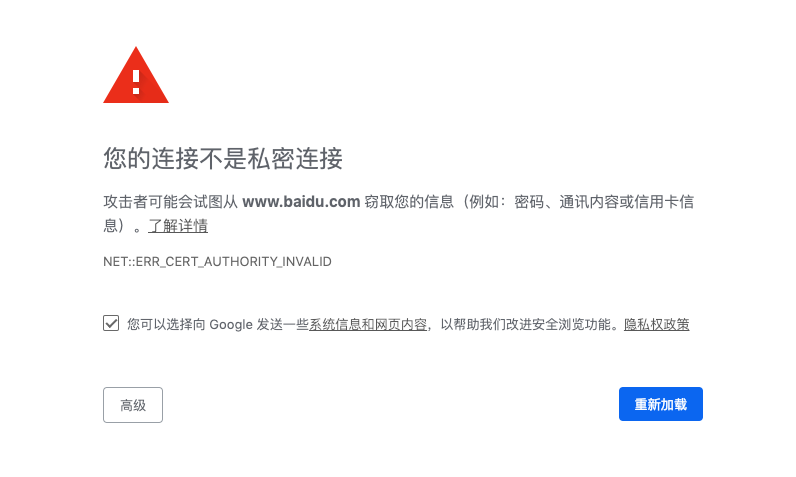 您的连接不是私密连接
攻击者可能会试图从 www.baidu.com 窃取您的信息（例如：密码、通讯内容或信用卡信
息）。了解详情
NET::ERR_CERT_AUTHORITY_INVALID
您可以选择向 Google 发送一些系统信息和网页内容，以帮助我们改进安全浏览功能。隐私权政策
高级
重新加载